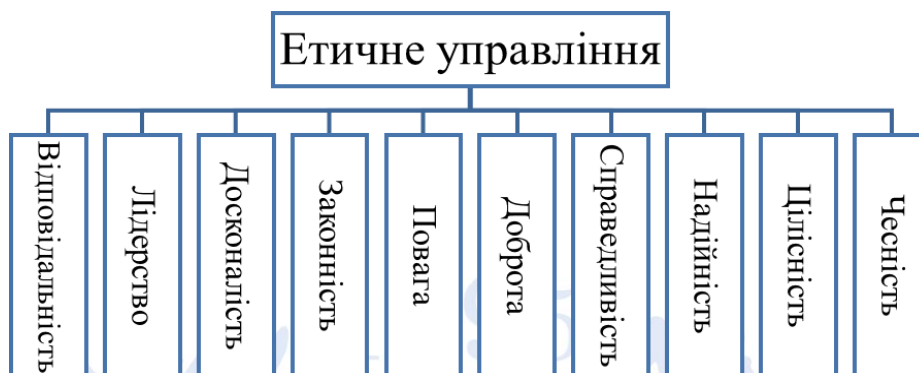 Етичне управління
Відповідальність
Лідерство
Досконалість
Законність
Повага
Доброта
Справедливість
Надійність
Цілісність
Чесність